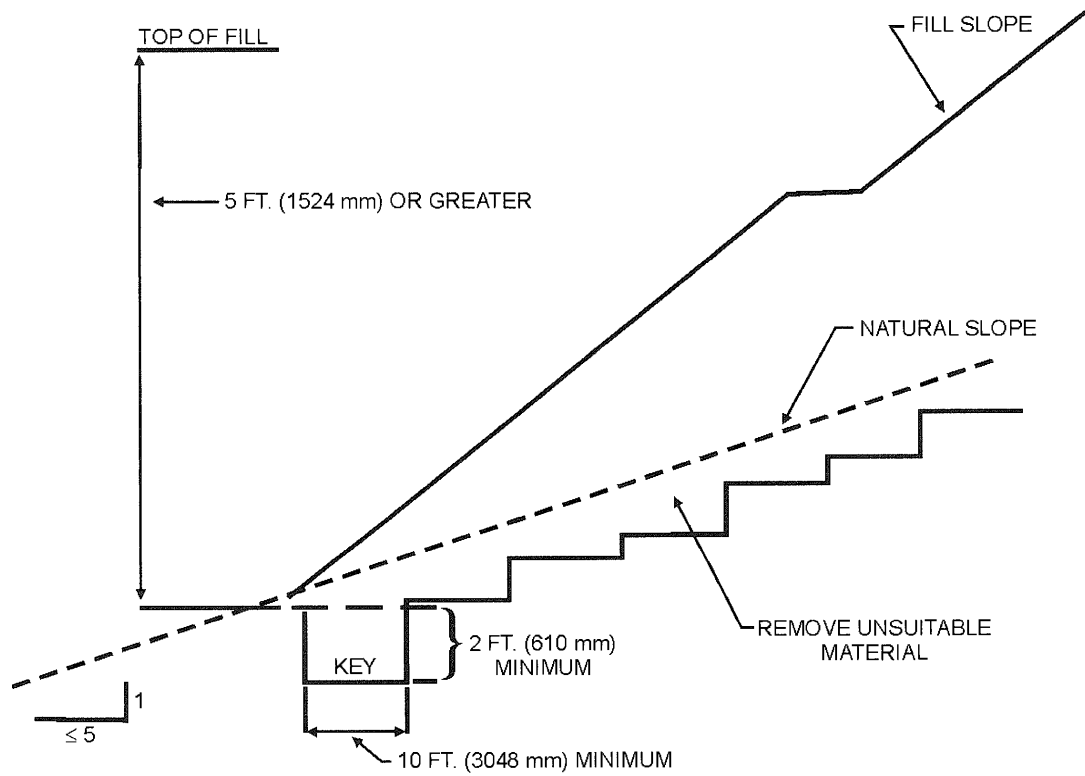 TOP OF FILL
FILL SLOPE
5 FT. (1524 mm) OR GREATER
NATURAL SLOPE
REMOVE UNSUITABLE
MATERIAL
2 FT. (610 mm)
MINIMUM
KEY
1
≤ 5
10 FT. (3048 mm) MINIMUM